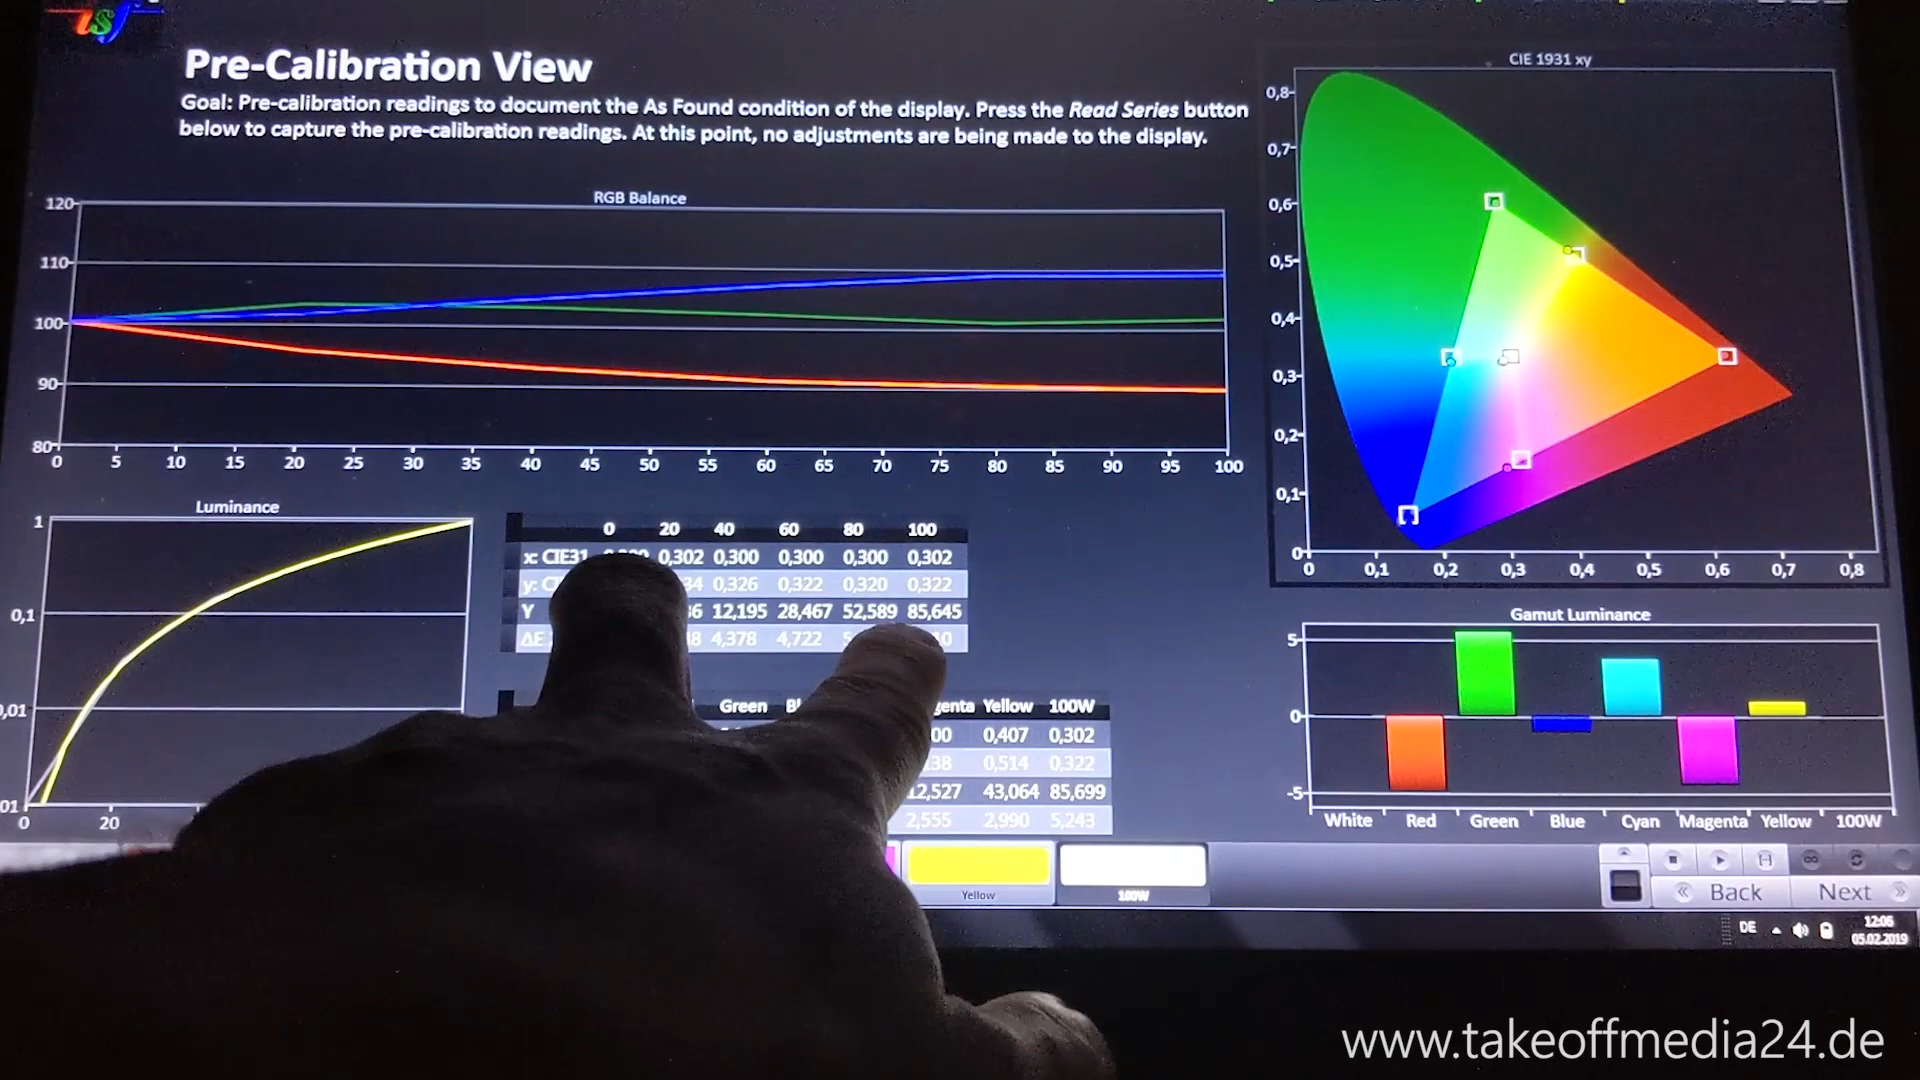 isf
Pre-Calibration View
Goal: Pre-calibration readings to document the As Found condition of the display. Press the Read Series button
below to capture the pre-calibration readings. At this point, no adjustments are being made to the display.
RGB Balance
120
110
100
90
80
0 5 10 15 20 25 30 35 40 45 50 55 60 65 70 75 80 85 90 95 100
CIE 1931 xy
0,8
0,7
0,6
0,5
0,4
0,3
0,2
0,1
0
0 0,1 0,2 0,3 0,4 0,5 0,6 0,7 0,8
Luminance
1
0,1
0,01
01
0 20
0 20 40 60 80 100
x: CIE31 0,302 0,300 0,300 0,300 0,302
y: 0,326 0,322 0,320 0,322
Y 12,195 28,467 52,589 85,645
ΔE 4,378 4,722
Green Yellow 100W
0,407 0,302
0,514 0,322
12,527 43,064 85,699
2,555 2,990 5,243
Gamut Luminance
5
0
-5
White Red Green Blue Cyan Magenta Yellow 100W
Yellow
100W
Back
Next
DE
12:06
05.02.2019
www.takeoffmedia24.de